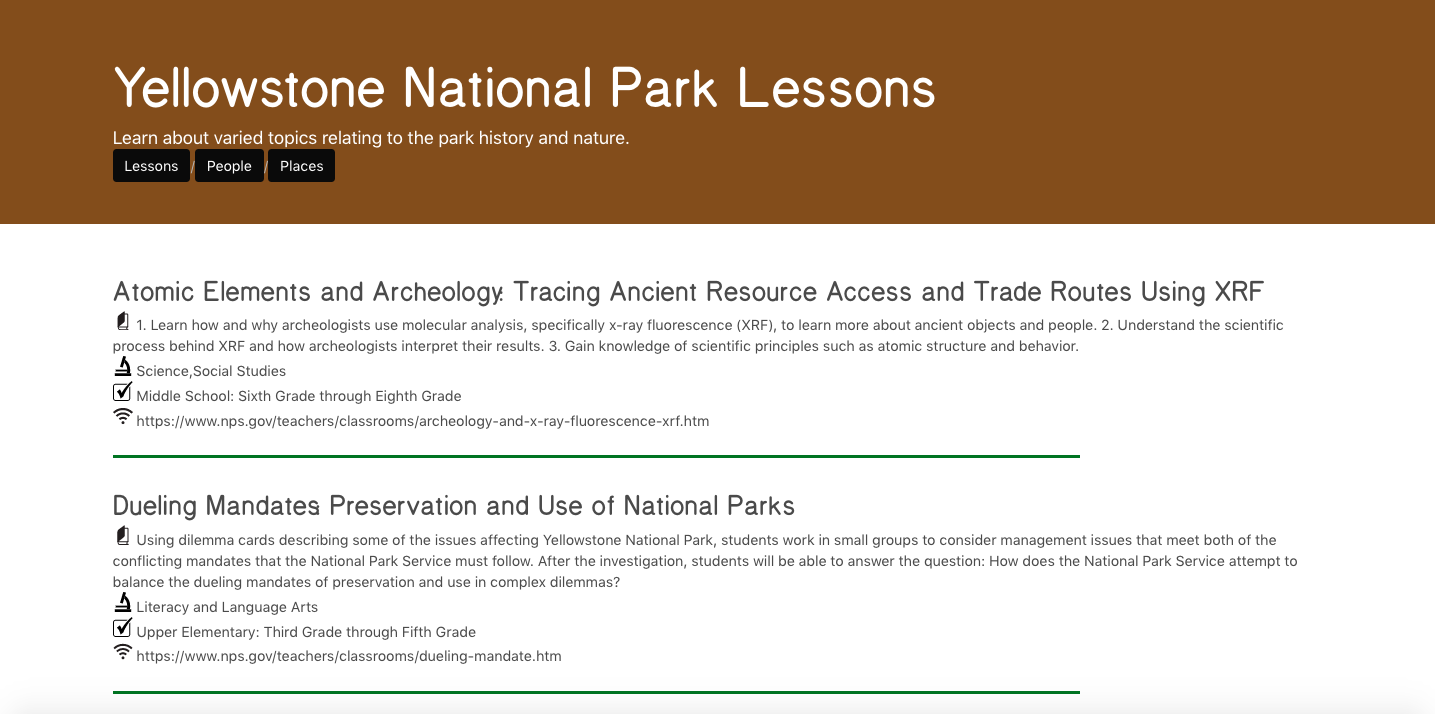 Yellowstone National Park Lessons
Learn about varied topics relating to the park history and nature.
Lessons / People / Places
Atomic Elements and Archeology: Tracing Ancient Resource Access and Trade Routes Using XRF
1. Learn how and why archeologists use molecular analysis, specifically x-ray fluorescence (XRF), to learn more about ancient objects and people. 2. Understand the scientific
process behind XRF and how archeologists interpret their results. 3. Gain knowledge of scientific principles such as atomic structure and behavior.
Science,Social Studies
Middle School: Sixth Grade through Eighth Grade
https://www.nps.gov/teachers/classrooms/archeology-and-x-ray-fluorescence-xrf.htm
Dueling Mandates: Preservation and Use of National Parks
Using dilemma cards describing some of the issues affecting Yellowstone National Park, students work in small groups to consider management issues that meet both of the
conflicting mandates that the National Park Service must follow. After the investigation, students will be able to answer the question: How does the National Park Service attempt to
balance the dueling mandates of preservation and use in complex dilemmas?
Literacy and Language Arts
Upper Elementary: Third Grade through Fifth Grade
https://www.nps.gov/teachers/classrooms/dueling-mandate.htm